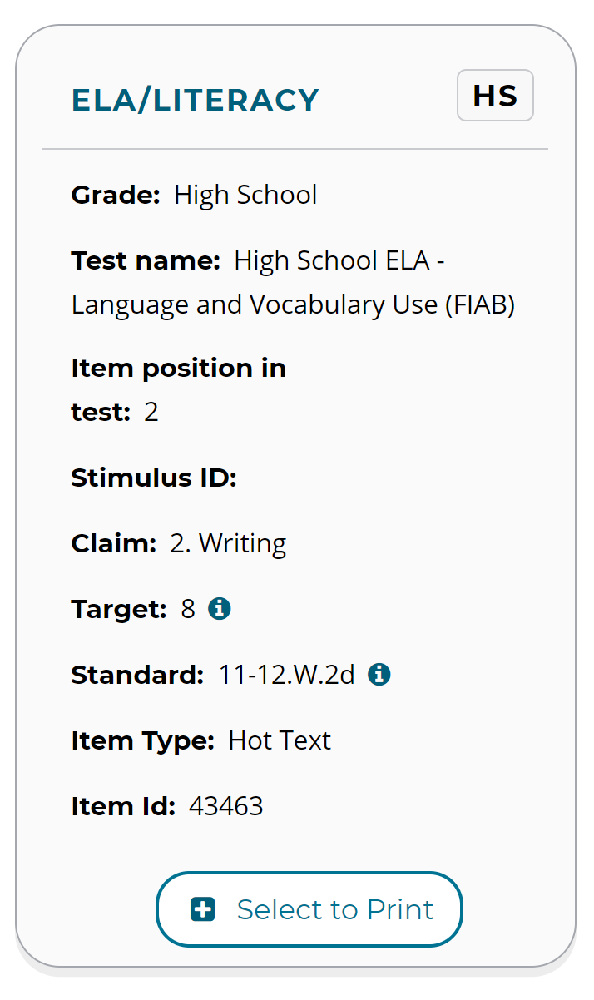 ELA/LITERACY
HS
Grade: High School
Test name: High School ELA -
Language and Vocabulary Use (FIAB)
Item position in
test: 2
Stimulus ID:
Claim: 2. Writing
Target: 8
Standard: 11-12.W.2d
Item Type: Hot Text
Item Id: 43463
Select to Print